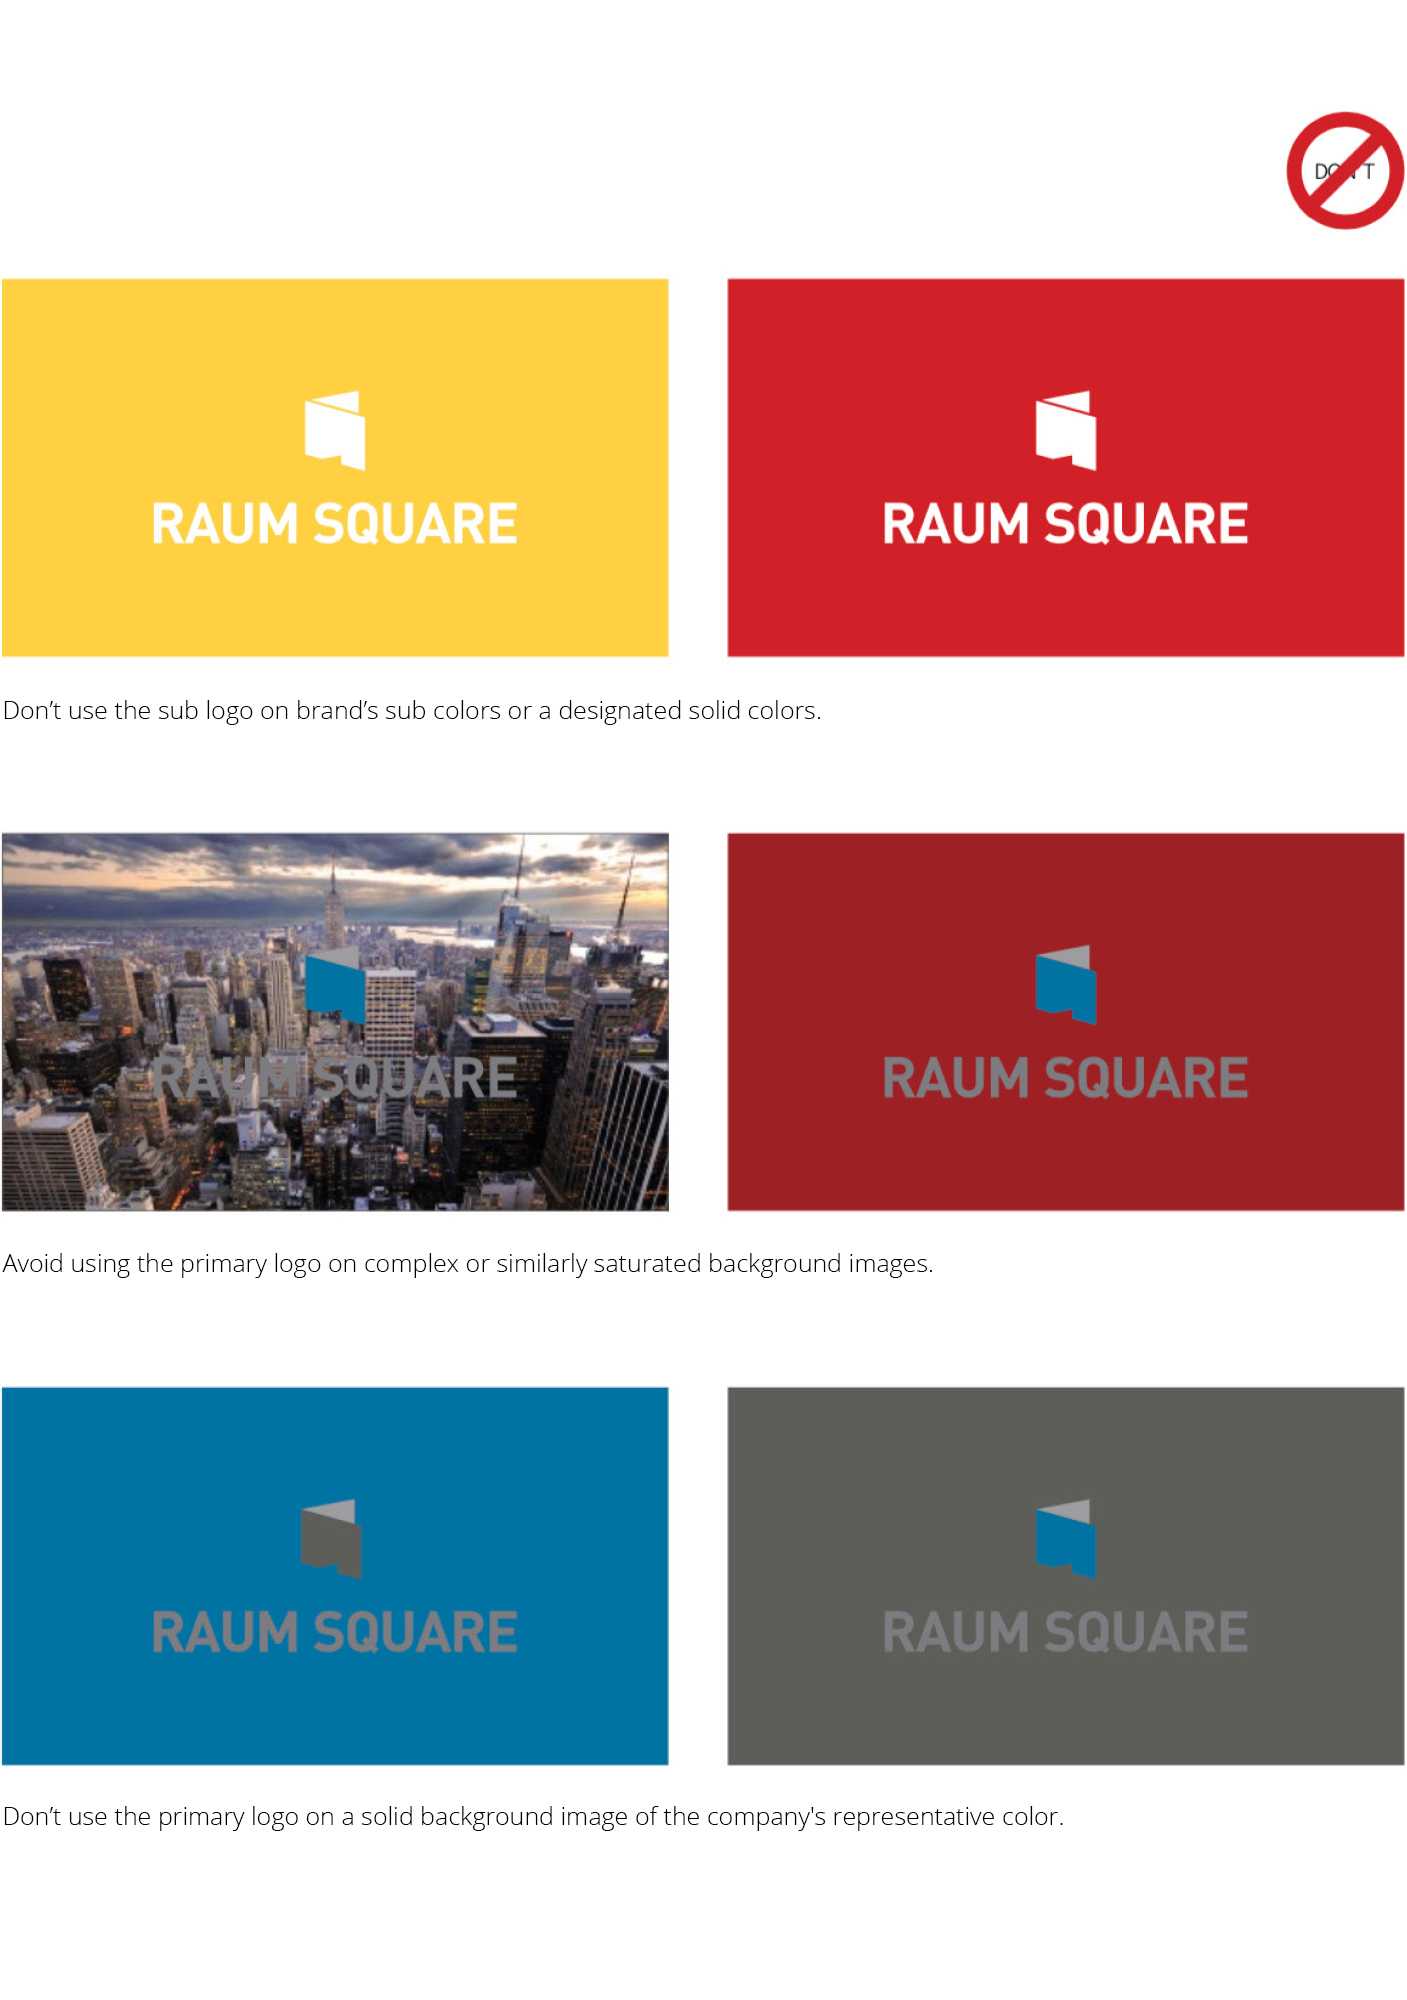 DON'T
RAUM SQUARE
RAUM SQUARE
Don’t use the sub logo on brand’s sub colors or a designated solid colors.
RAUM SQUARE
RAUM SQUARE
Avoid using the primary logo on complex or similarly saturated background images.
RAUM SQUARE
RAUM SQUARE
Don’t use the primary logo on a solid background image of the company's representative color.